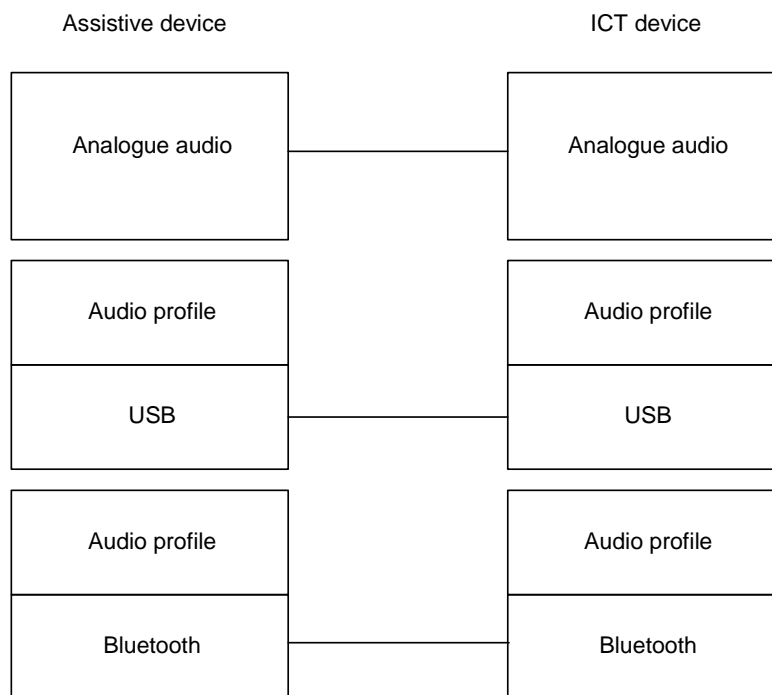 Assistive device
ICT device
Analogue audio
Analogue audio
Audio profile
Audio profile
USB
USB
Audio profile
Audio profile
Bluetooth
Bluetooth